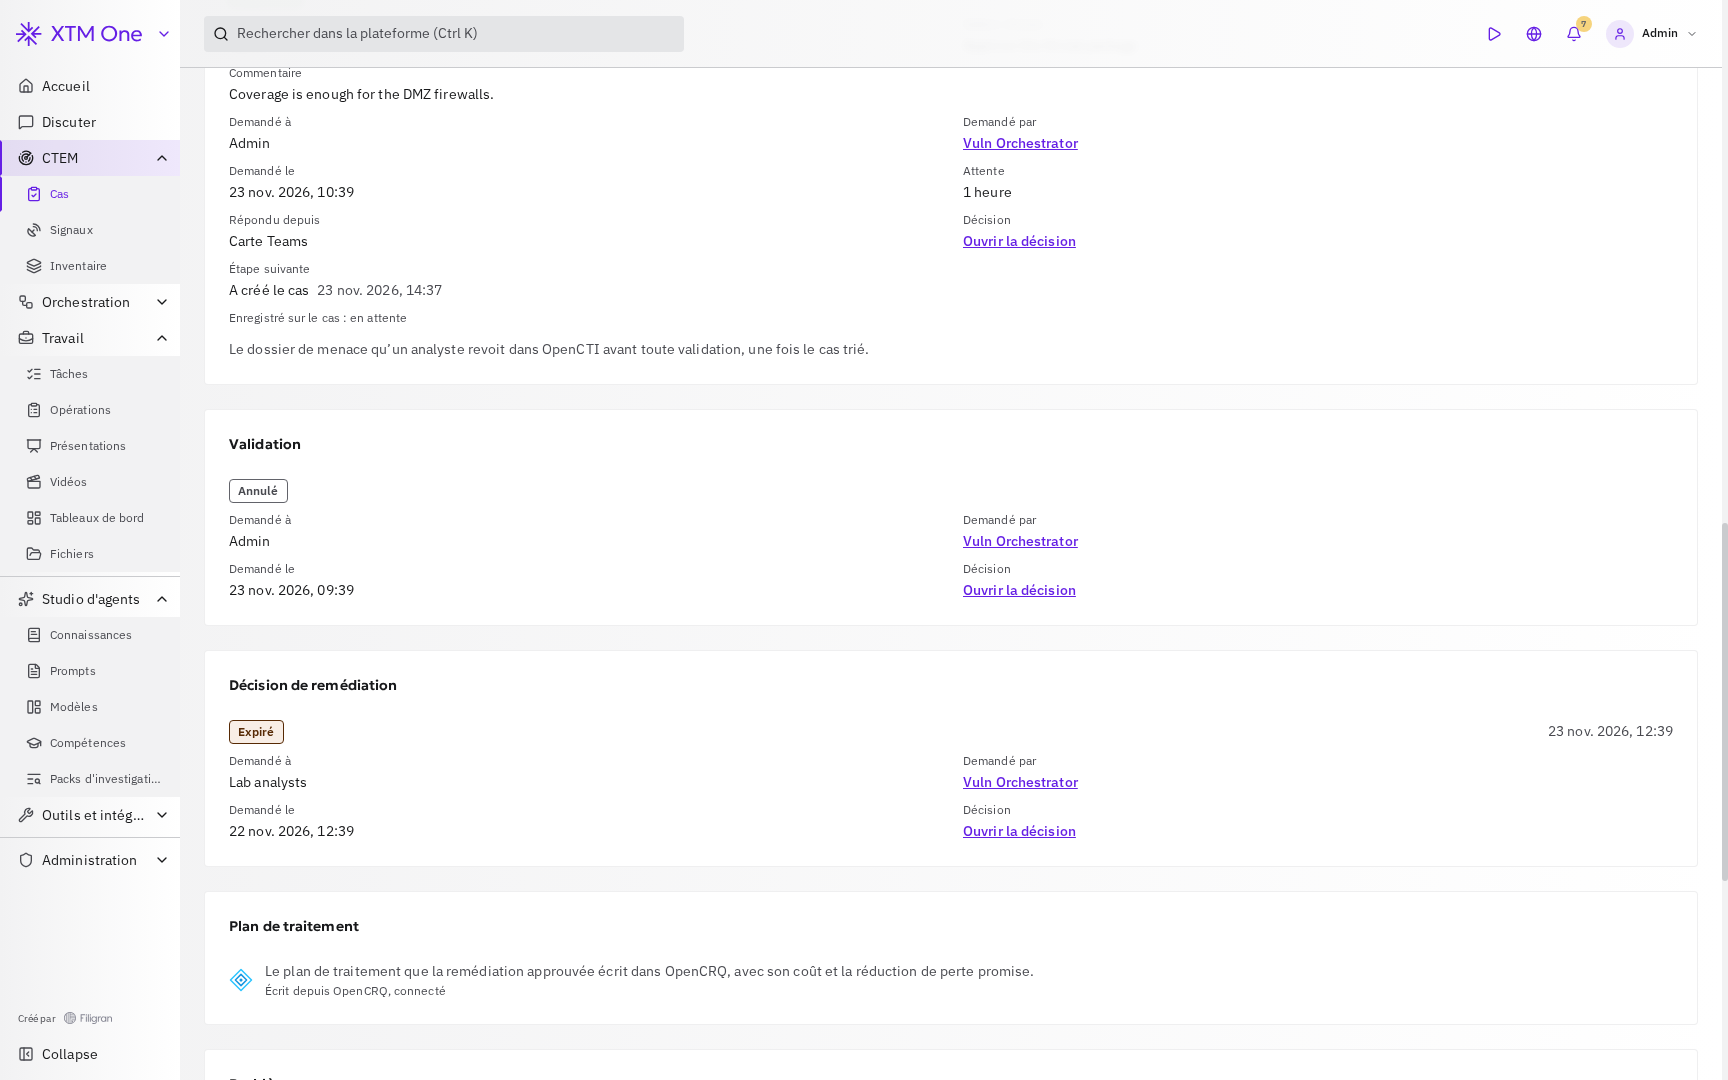 XTM One
Rechercher dans la plateforme (Ctrl K)
7
Admin
Accueil
Discuter
CTEM
Cas
Signaux
Inventaire
Orchestration
Travail
Tâches
Opérations
Présentations
Vidéos
Tableaux de bord
Fichiers
Studio d'agents
Connaissances
Prompts
Modèles
Compétences
Packs d'investigati...
Outils et intég...
Administration
Créé par Filigran
Collapse
Commentaire
Coverage is enough for the DMZ firewalls.
Demandé à
Admin
Demandé par
Vuln Orchestrator
Demandé le
23 nov. 2026, 10:39
Attente
1 heure
Répondu depuis
Carte Teams
Décision
Ouvrir la décision
Étape suivante
A créé le cas 23 nov. 2026, 14:37
Enregistré sur le cas : en attente
Le dossier de menace qu’un analyste revoit dans OpenCTI avant toute validation, une fois le cas trié.
Validation
Annulé
Demandé à
Admin
Demandé par
Vuln Orchestrator
Demandé le
23 nov. 2026, 09:39
Décision
Ouvrir la décision
Décision de remédiation
Expiré
23 nov. 2026, 12:39
Demandé à
Lab analysts
Demandé par
Vuln Orchestrator
Demandé le
22 nov. 2026, 12:39
Décision
Ouvrir la décision
Plan de traitement
Le plan de traitement que la remédiation approuvée écrit dans OpenCRQ, avec son coût et la réduction de perte promise.
Écrit depuis OpenCRQ, connecté